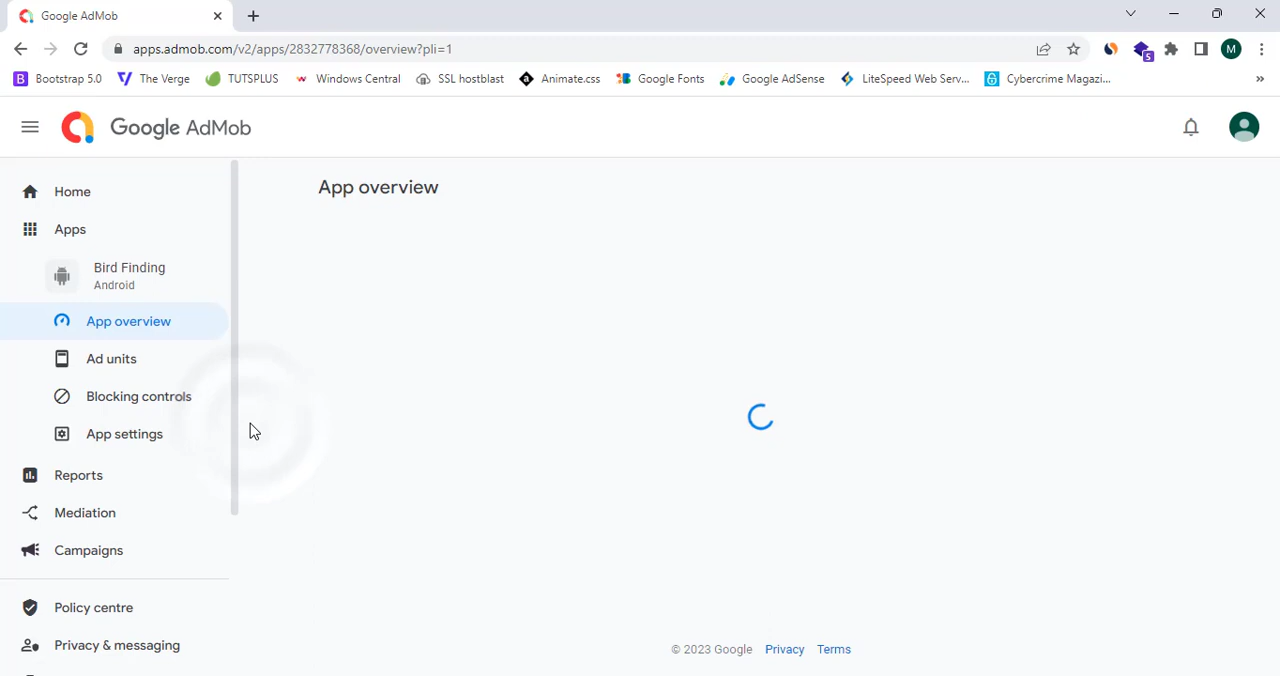 Google AdMob
apps.admob.com/v2/apps/2832778368/overview?pli=1
M
5
B Bootstrap 5.0 The Verge TUTSPLUS Windows Central SSL hostblast Animate.css Google Fonts Google AdSense LiteSpeed Web Serv... Cybercrime Magazi... »
Google AdMob
Home
App overview
Apps
Bird Finding
Android
App overview
Ad units
Blocking controls
App settings
Reports
Mediation
Campaigns
Policy centre
Privacy & messaging
© 2023 Google Privacy Terms